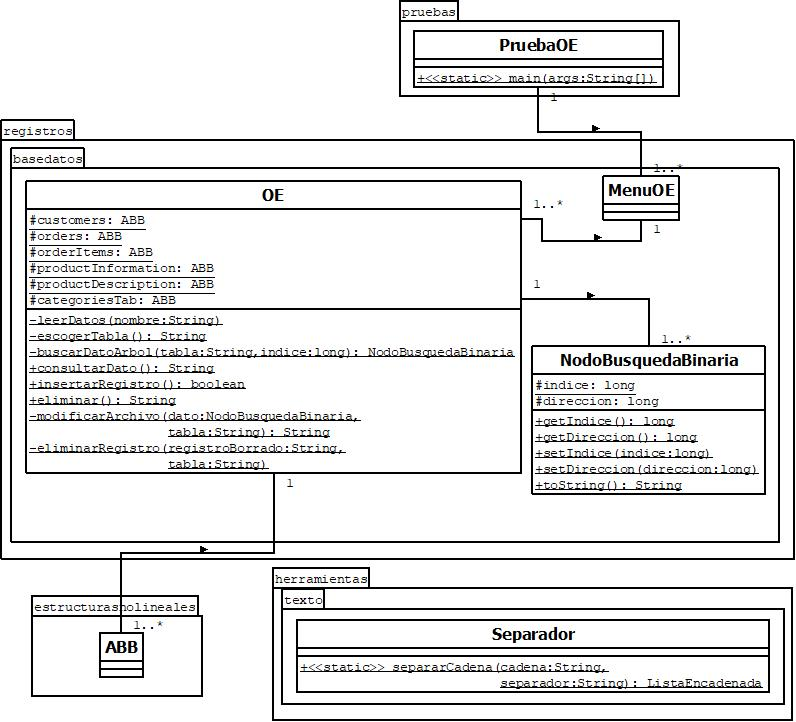 pruebas
PruebaOE
+<<static>> main(args:String[])
1
1..*
registros
basedatos
OE
#customers: ABB
#orders: ABB
#orderItems: ABB
#productInformation: ABB
#productDescription: ABB
#categoriesTab: ABB
-leerDatos(nombre:String)
-escogerTabla(): String
-buscarDatoArbol(tabla:String,indice:long): NodoBusquedaBinaria
+consultarDato(): String
+insertarRegistro(): boolean
+eliminar(): String
-modificarArchivo(dato:NodoBusquedaBinaria,
tabla:String): String
-eliminarRegistro(registroBorrado:String,
tabla:String)
1..*
MenuOE
1
1
1..*
NodoBusquedaBinaria
#indice: long
#direccion: long
+getIndice(): long
+getDireccion(): long
+setIndice(indice:long)
+setDireccion(direccion:long)
+toString(): String
1
estructurasnolineales
1..*
ABB
herramientas
texto
Separador
+<<static>> separarCadena(cadena:String,
separador:String): ListaEncadenada